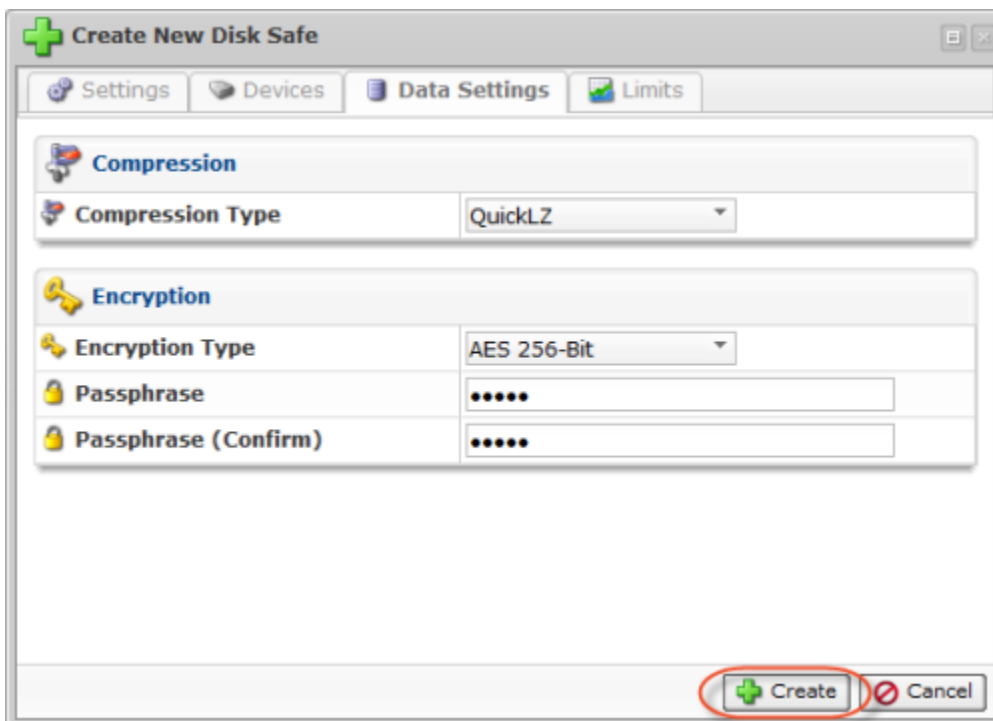 Create New Disk Safe
Settings Devices Data Settings Limits
Compression
Compression Type QuickLZ
Encryption
Encryption Type AES 256-Bit
Passphrase •••••
Passphrase (Confirm) •••••
Create Cancel